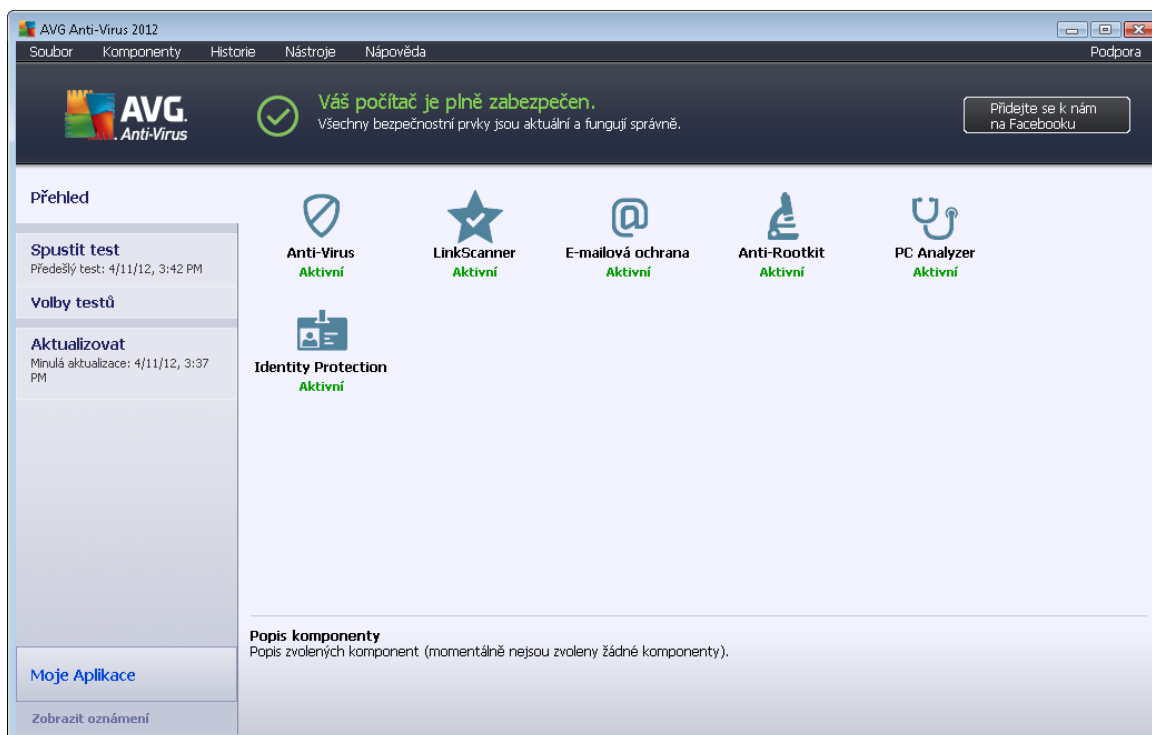 AVG Anti-Virus 2012
Soubor Komponenty Historie Nástroje Nápověda Podpora
AVG.
Anti-Virus
Váš počítač je plně zabezpečen.
Všechny bezpečnostní prvky jsou aktuální a fungují správně.
Přidejte se k nám
na Facebooku
Přehled
Spustit test
Předešlý test: 4/11/12, 3:42 PM
Volby testů
Aktualizovat
Minulá aktualizace: 4/11/12, 3:37
PM
Anti-Virus
Aktivní
LinkScanner
Aktivní
E-mailová ochrana
Aktivní
Anti-Rootkit
Aktivní
PC Analyzer
Aktivní
Identity Protection
Aktivní
Popis komponenty
Popis zvolených komponent (momentálně nejsou zvoleny žádné komponenty).
Moje Aplikace
Zobrazit oznámení